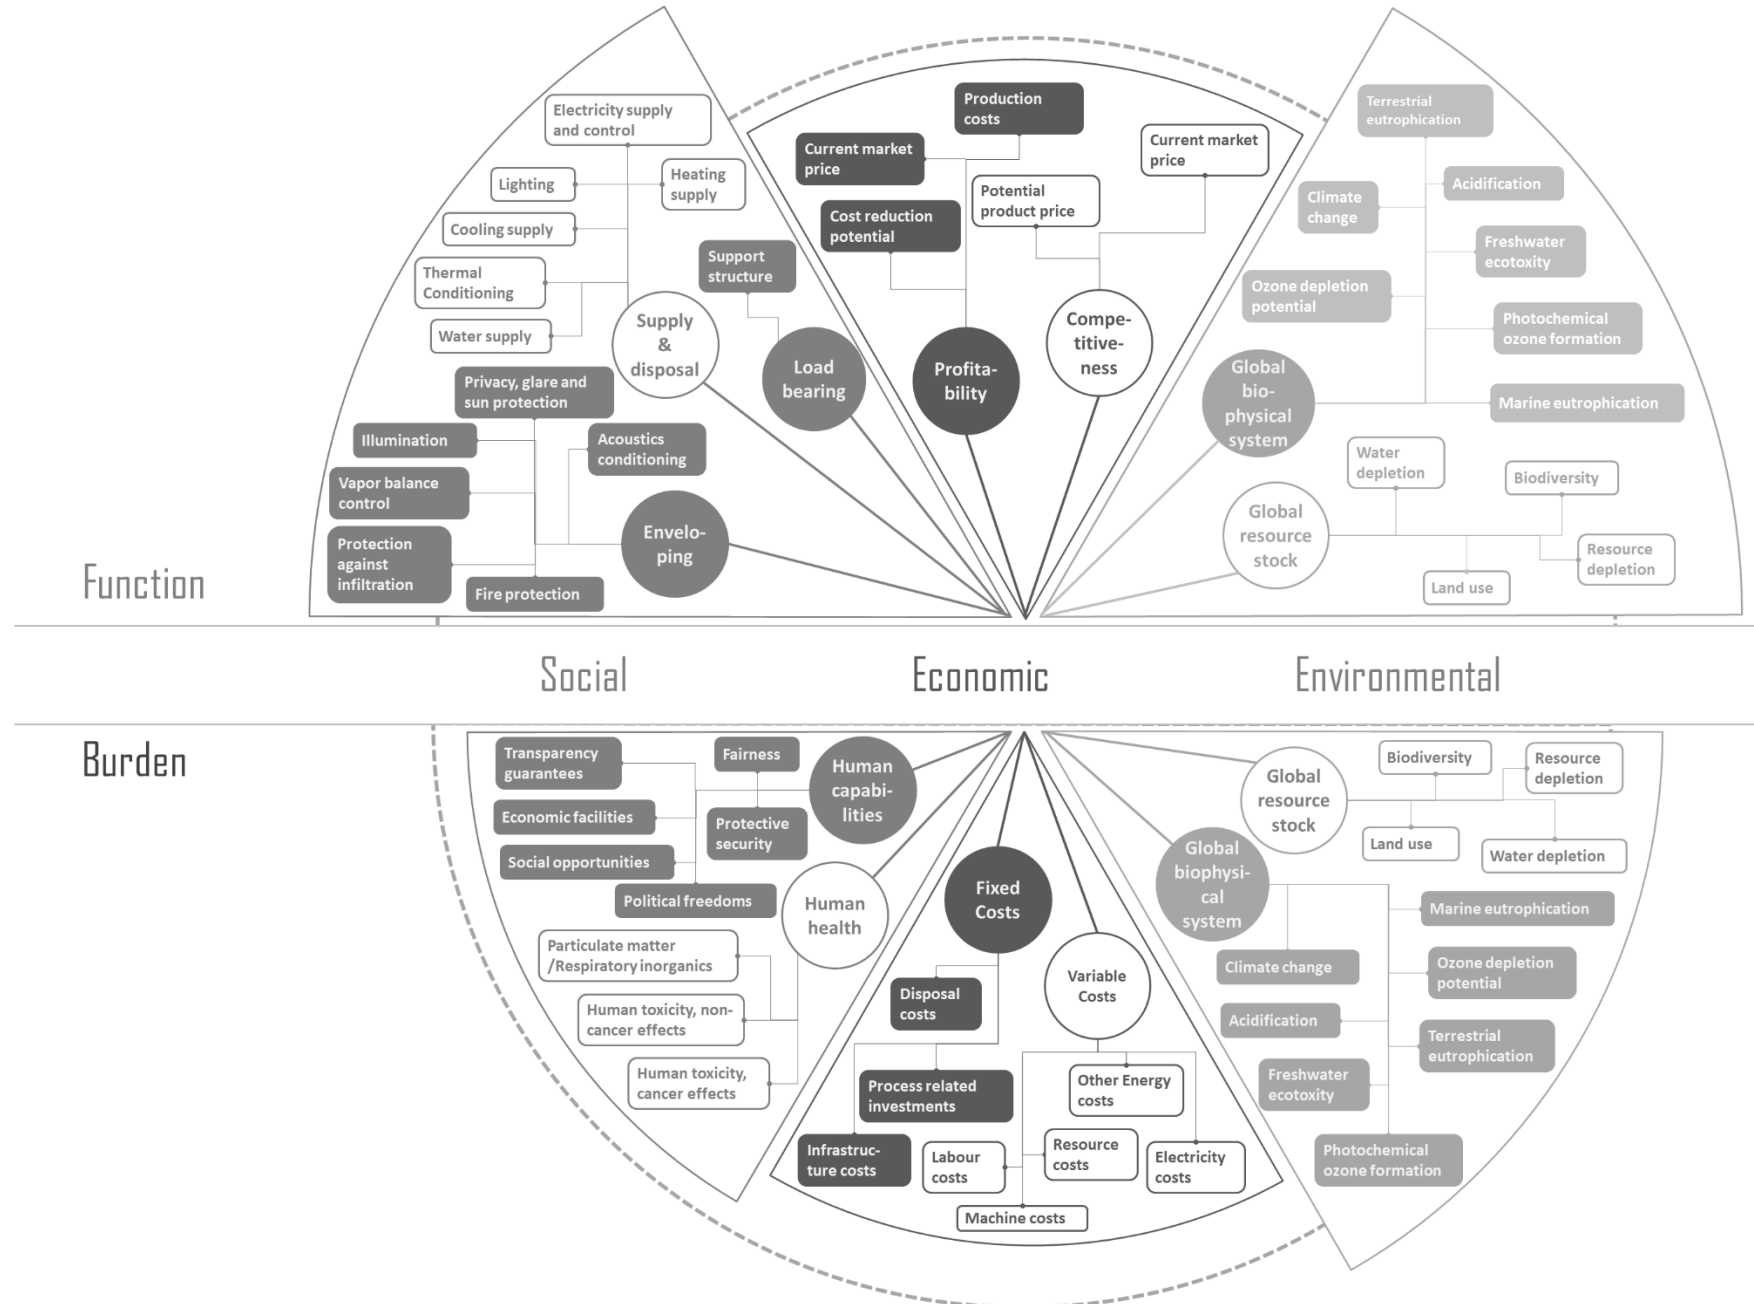 Electricity supply
and control
Lighting
Heating
supply
Cooling supply
Thermal
Conditioning
Water supply
Supply
&
disposal
Support
structure
Load
bearing
Privacy, glare and
sun protection
Illumination
Acoustics
conditioning
Vapor balance
control
Protection
against
infiltration
Fire protection
Envelo-
ping
Production
costs
Current market
price
Cost reduction
potential
Profita-
bility
Current market
price
Potential
product price
Compe-
titive-
ness
Terrestrial
eutrophication
Acidification
Climate
change
Freshwater
ecotoxity
Ozone depletion
potential
Photochemical
ozone formation
Marine eutrophication
Global
bio-
physical
system
Water
depletion
Biodiversity
Global
resource
stock
Resource
depletion
Land use
Function
Social
Economic
Environmental
Burden
Transparency
guarantees
Fairness
Economic facilities
Protective
security
Social opportunities
Political freedoms
Human
capabi-
lities
Human
health
Particulate matter
/Respiratory inorganics
Human toxicity, non-
cancer effects
Human toxicity,
cancer effects
Fixed
Costs
Disposal
costs
Process related
investments
Infrastruc-
ture costs
Variable
Costs
Other Energy
costs
Labour
costs
Resource
costs
Electricity
costs
Machine costs
Global
resource
stock
Biodiversity
Resource
depletion
Land use
Water depletion
Global
biophysi-
cal
system
Marine eutrophication
Climate change
Ozone depletion
potential
Acidification
Terrestrial
eutrophication
Freshwater
ecotoxity
Photochemical
ozone formation